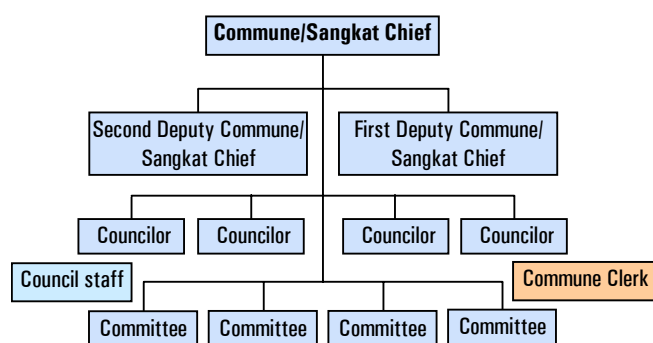 Commune/Sangkat Chief
Second Deputy Commune/
Sangkat Chief
First Deputy Commune/
Sangkat Chief
Councilor
Councilor
Councilor
Councilor
Council staff
Commune Clerk
Committee
Committee
Committee
Committee